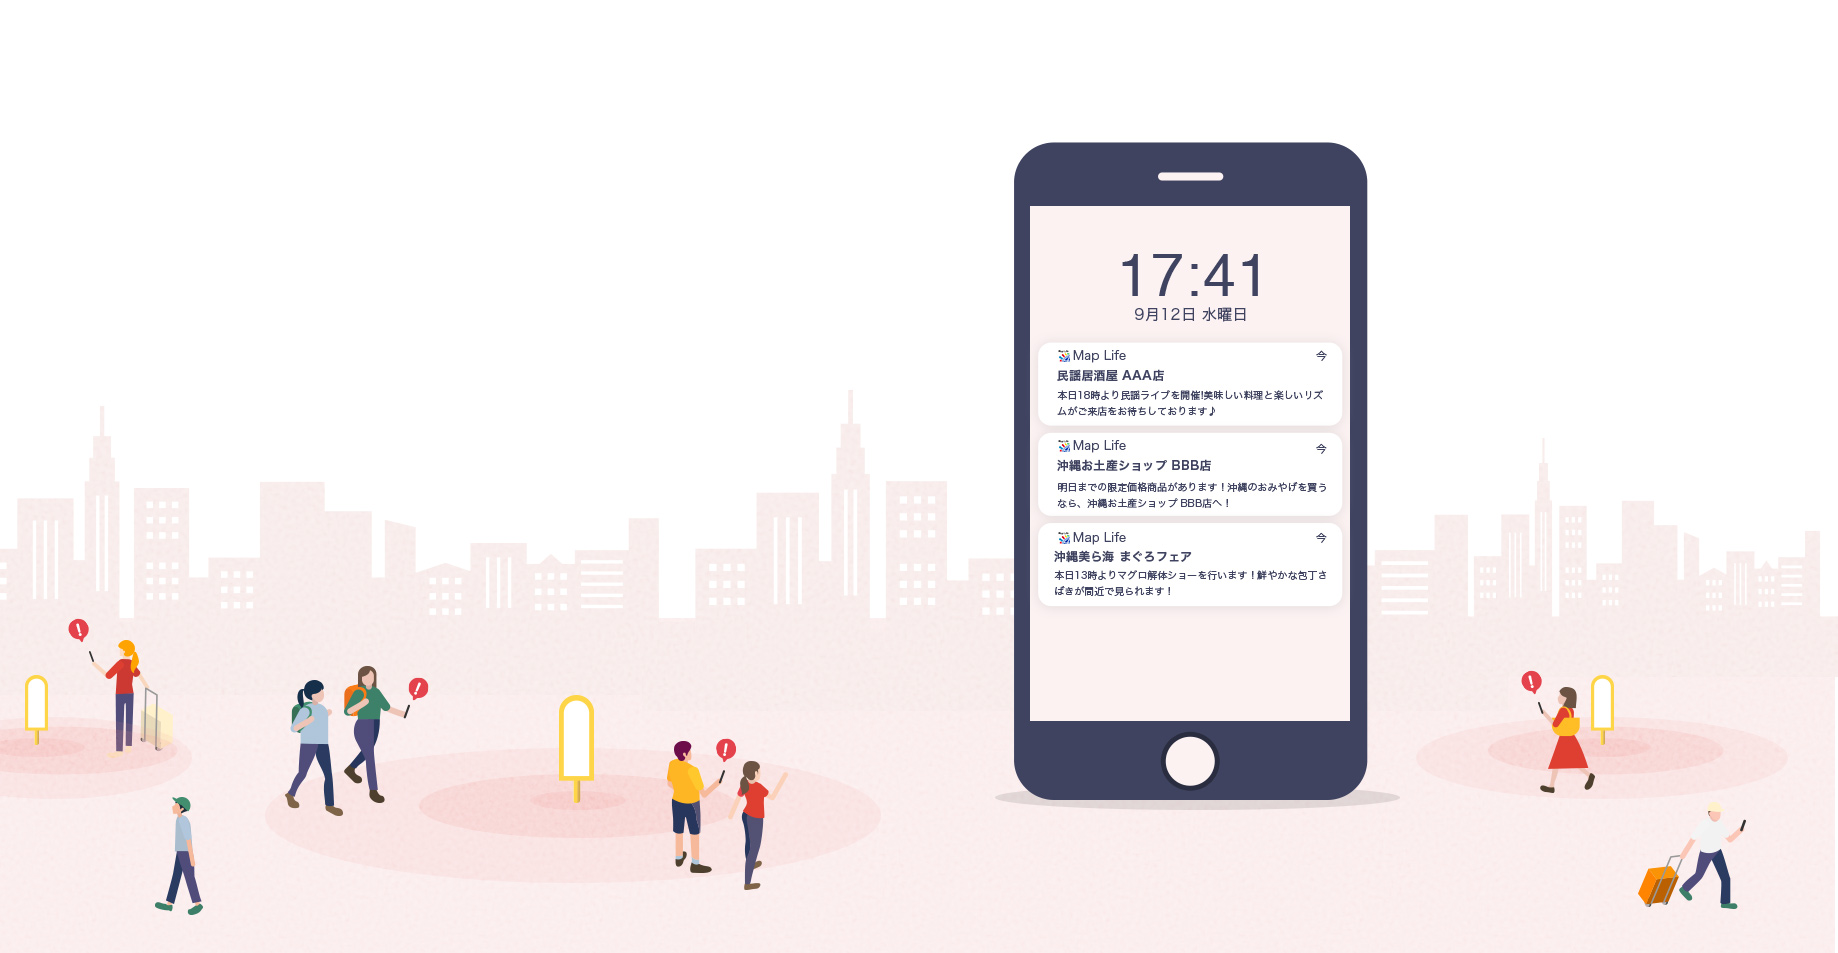 17:41
9月12日 水曜日
Map Life 今
民謡居酒屋 AAA店
本日18時より民謡ライブを開催!美味しい料理と楽しいリズ
ムがご来店をお待ちしております♪
Map Life 今
沖縄お土産ショップ BBB店
明日までの限定価格商品があります！沖縄のおみやげを買う
なら、沖縄お土産ショップ BBB店へ！
Map Life 今
沖縄美ら海 まぐろフェア
本日13時よりマグロ解体ショーを行います！鮮やかな包丁さ
ばきが間近で見られます！
!
!
!
!